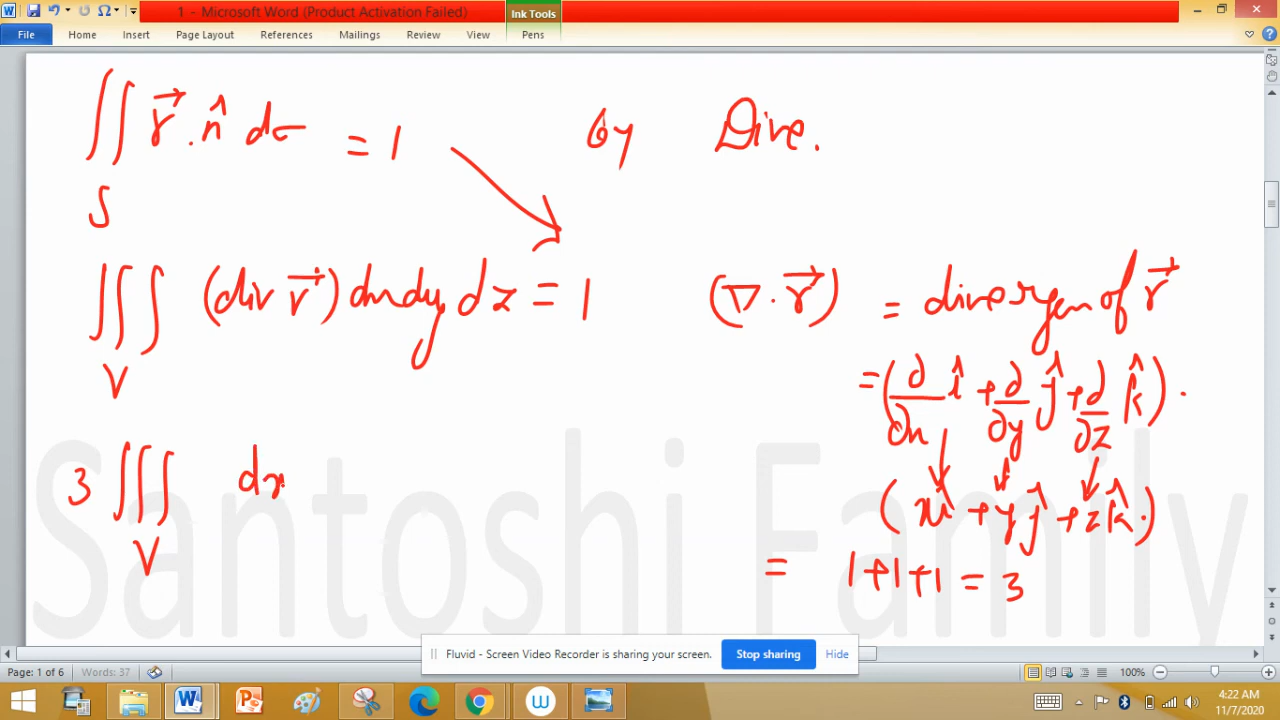 1 - Microsoft Word (Product Activation Failed)
Ink Tools
File Home Insert Page Layout References Mailings Review View Pens
∬ r⃗ . n̂ dσ = 1 by Dive.
S
∭ (div r⃗) dxdy dz = 1 (∇ . r⃗) = divergen of r⃗
V
= (∂/∂x î + ∂/∂y ĵ + ∂/∂z k̂) .
3 ∭ dx
V
(xî + yĵ + zk̂.)
= 1+1+1 = 3
Santoshi Family
Fluvid - Screen Video Recorder is sharing your screen. Stop sharing Hide
Page: 1 of 6 Words: 37 100%
4:22 AM
11/7/2020